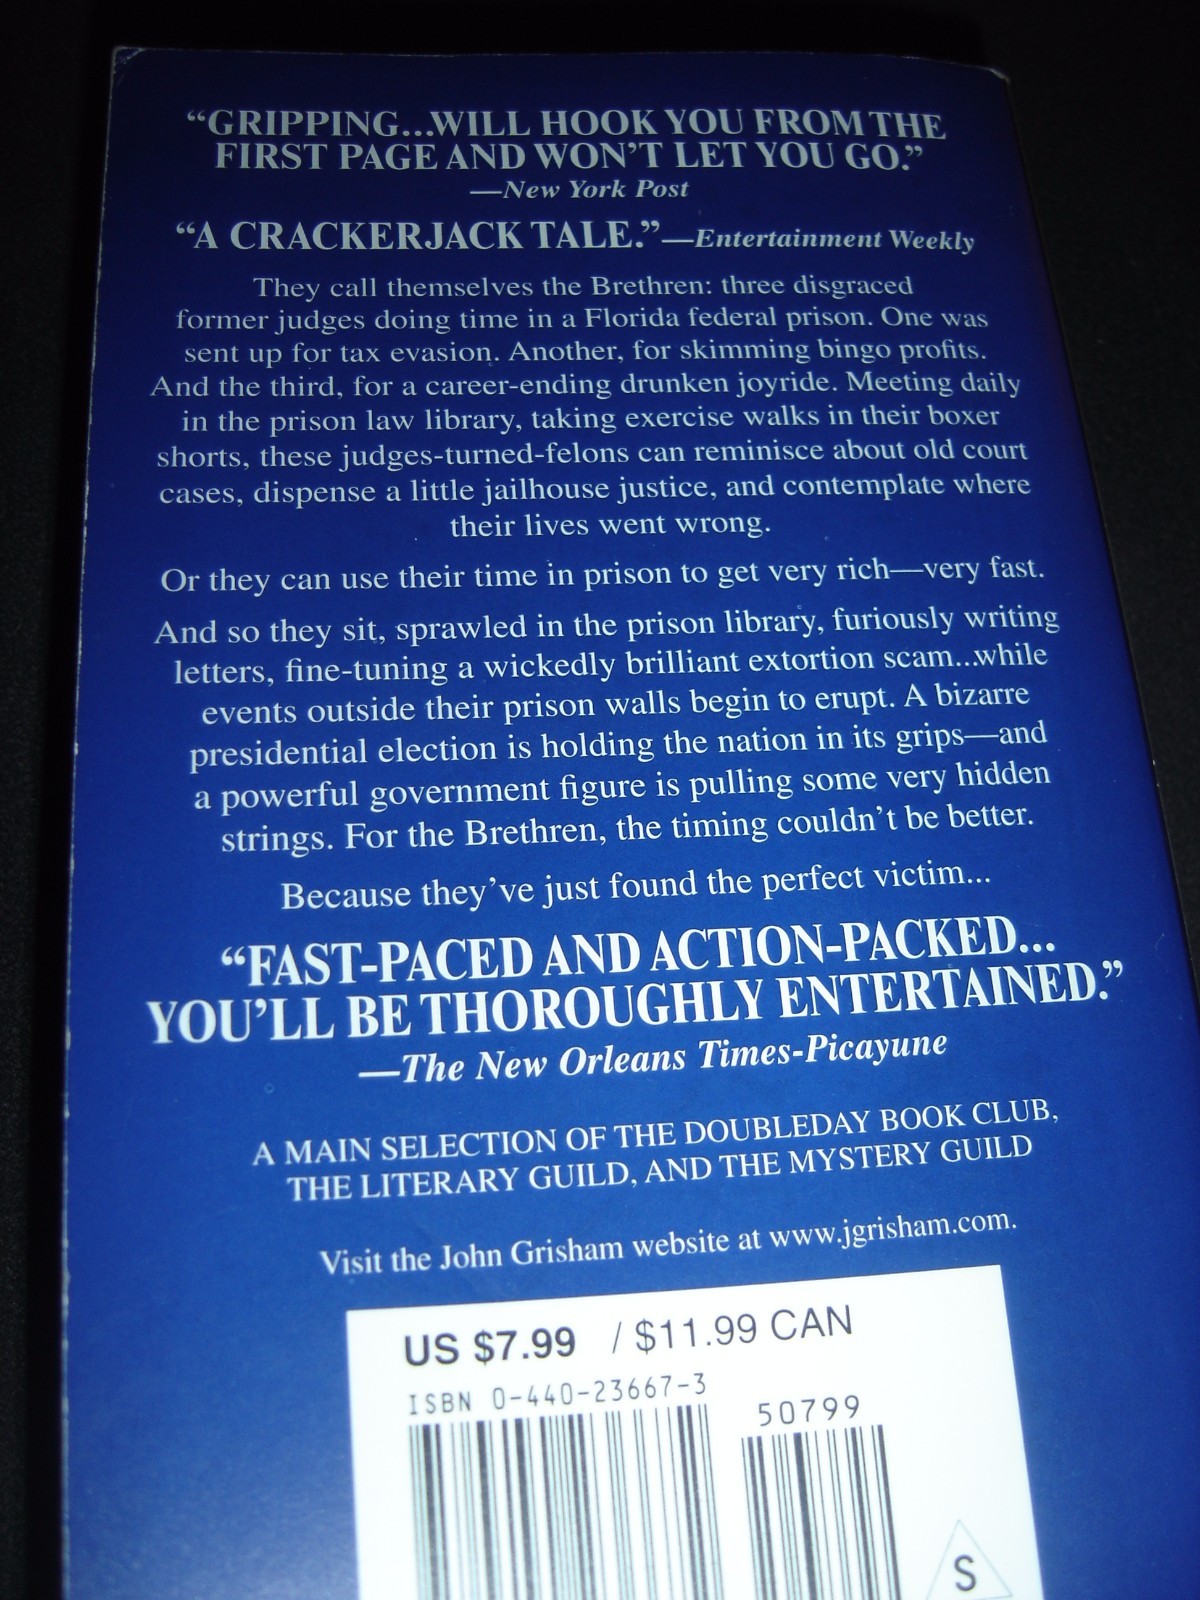 “GRIPPING...WILL HOOK YOU FROM THE
FIRST PAGE AND WON’T LET YOU GO.”
—New York Post
“A CRACKERJACK TALE.”—Entertainment Weekly
They call themselves the Brethren: three disgraced
former judges doing time in a Florida federal prison. One was
sent up for tax evasion. Another, for skimming bingo profits.
And the third, for a career-ending drunken joyride. Meeting daily
in the prison law library, taking exercise walks in their boxer
shorts, these judges-turned-felons can reminisce about old court
cases, dispense a little jailhouse justice, and contemplate where
their lives went wrong.
Or they can use their time in prison to get very rich—very fast.
And so they sit, sprawled in the prison library, furiously writing
letters, fine-tuning a wickedly brilliant extortion scam...while
events outside their prison walls begin to erupt. A bizarre
presidential election is holding the nation in its grips—and
a powerful government figure is pulling some very hidden
strings. For the Brethren, the timing couldn’t be better.
Because they’ve just found the perfect victim...
“FAST-PACED AND ACTION-PACKED...
YOU’LL BE THOROUGHLY ENTERTAINED.”
—The New Orleans Times-Picayune
A MAIN SELECTION OF THE DOUBLEDAY BOOK CLUB,
THE LITERARY GUILD, AND THE MYSTERY GUILD
Visit the John Grisham website at www.jgrisham.com.
US $7.99 / $11.99 CAN
ISBN 0-440-23667-3
50799
S